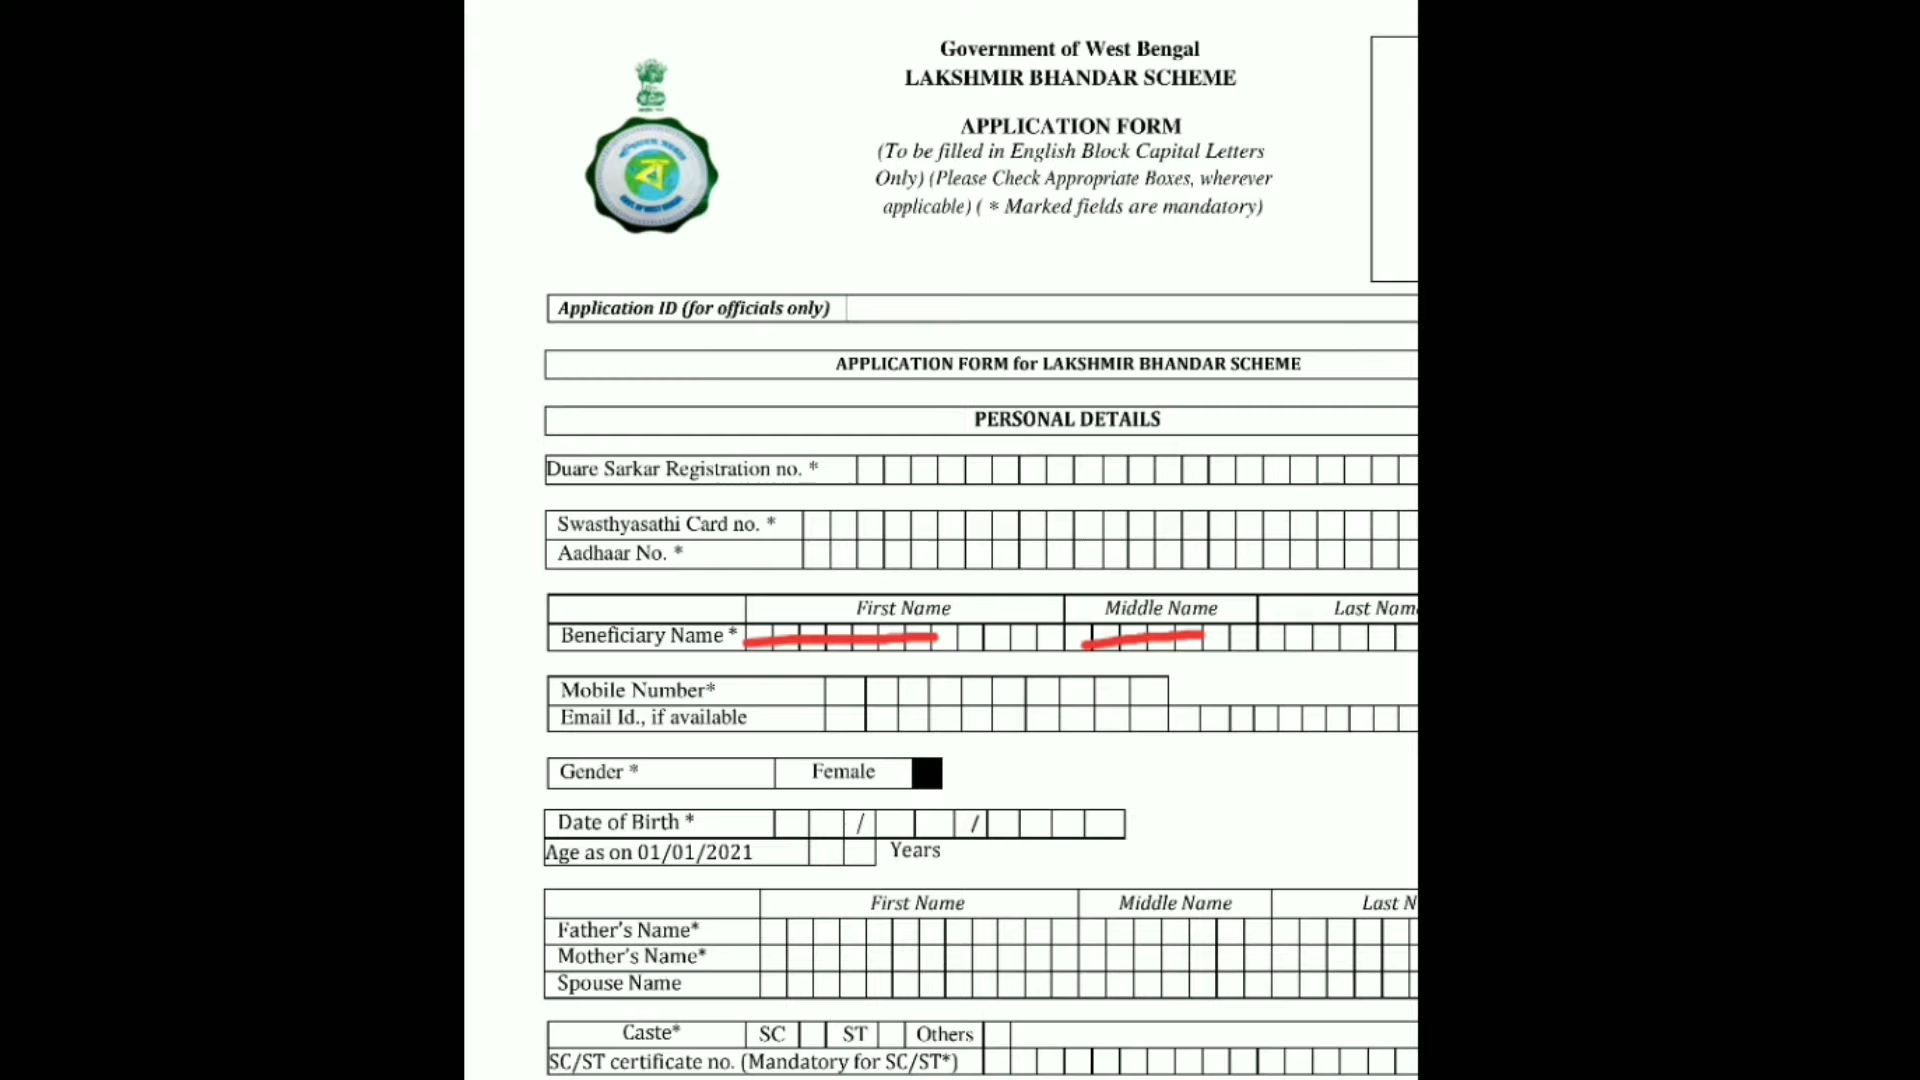 Government of West Bengal
LAKSHMIR BHANDAR SCHEME
APPLICATION FORM
(To be filled in English Block Capital Letters
Only) (Please Check Appropriate Boxes, wherever
applicable) ( * Marked fields are mandatory)
ব
Application ID (for officials only)
APPLICATION FORM for LAKSHMIR BHANDAR SCHEME
PERSONAL DETAILS
Duare Sarkar Registration no. *
Swasthyasathi Card no. *
Aadhaar No. *
First Name Middle Name Last Nam
Beneficiary Name *
Mobile Number*
Email Id., if available
Gender * Female
Date of Birth * / /
Age as on 01/01/2021 Years
First Name Middle Name Last N
Father's Name*
Mother's Name*
Spouse Name
Caste* SC ST Others
SC/ST certificate no. (Mandatory for SC/ST*)